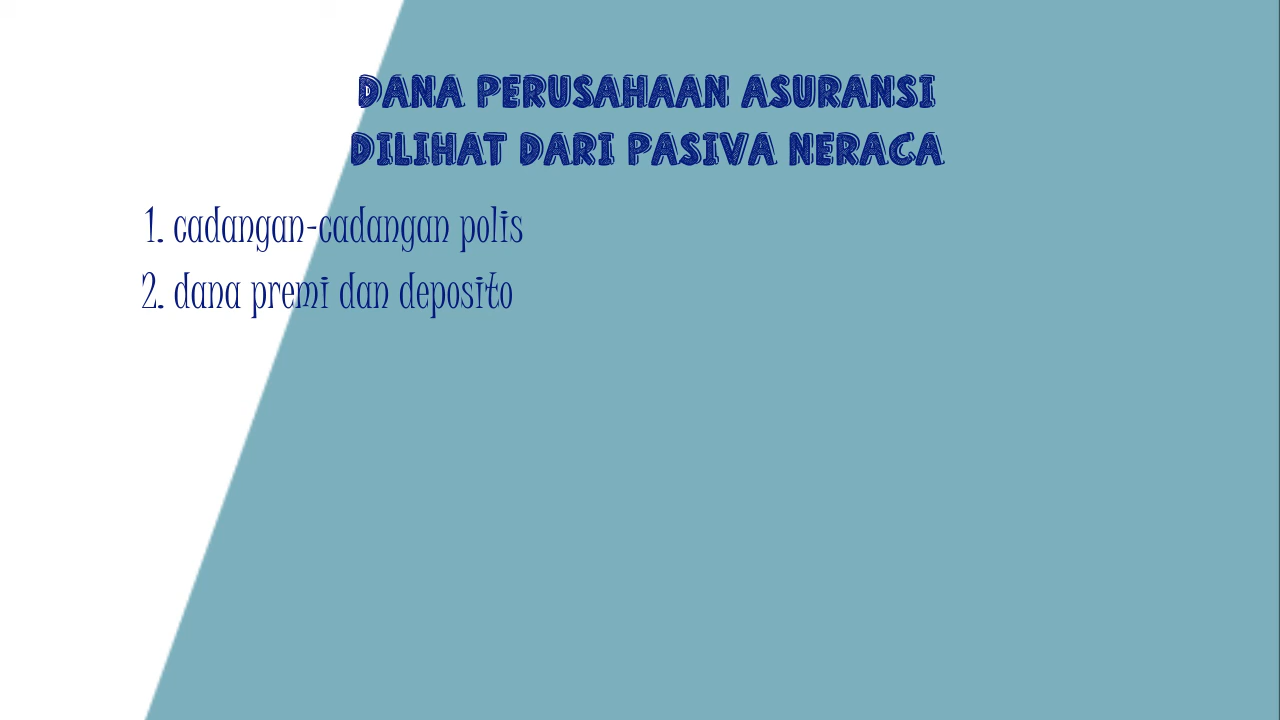 DANA PERUSAHAAN ASURANSI
DILIHAT DARI PASIVA NERACA
1. cadangan-cadangan polis
2. dana premi dan deposito